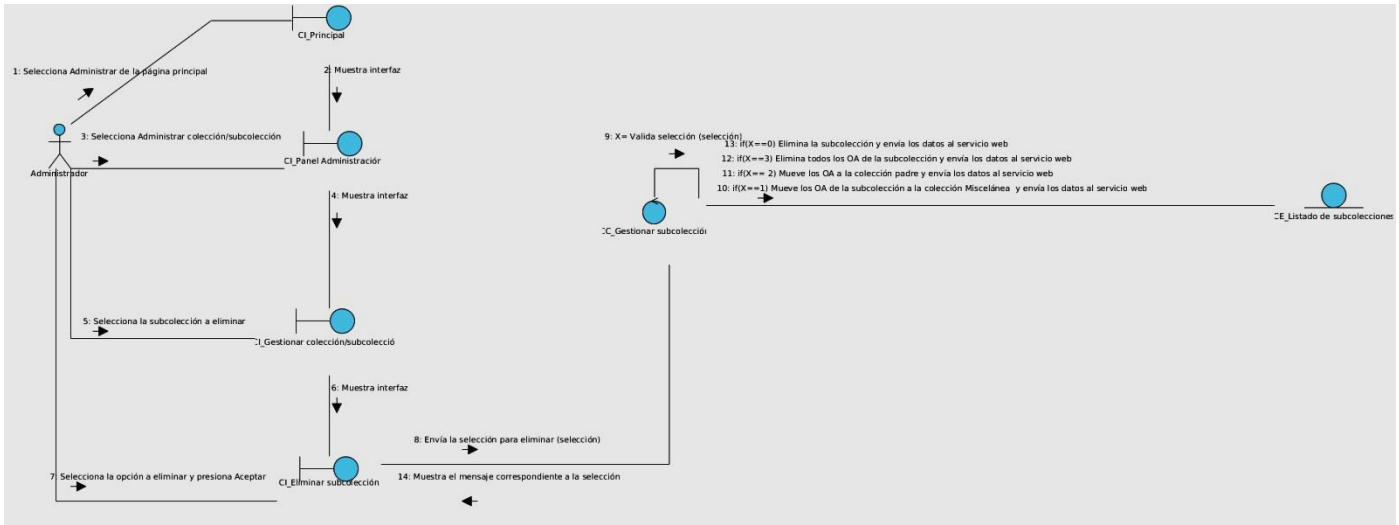 CI_Principal
1: Selecciona Administrar de la página principal
2: Muestra interfaz
3: Selecciona Administrar colección/subcolección
Administrador
CI_Panel Administración
4: Muestra interfaz
5: Selecciona la subcolección a eliminar
CI_Gestionar colección/subcolecció
6: Muestra interfaz
7: Selecciona la opción a eliminar y presiona Aceptar
CI_Eliminar subcolección
8: Envía la selección para eliminar (selección)
14: Muestra el mensaje correspondiente a la selección
9: X= Valida selección (selección)
13: if(X==0) Elimina la subcolección y envía los datos al servicio web
12: if(X==3) Elimina todos los OA de la subcolección y envía los datos al servicio web
11: if(X== 2) Mueve los OA a la colección padre y envía los datos al servicio web
10: if(X==1) Mueve los OA de la subcolección a la colección Miscelánea y envía los datos al servicio web
CC_Gestionar subcolección
CE_Listado de subcolecciones